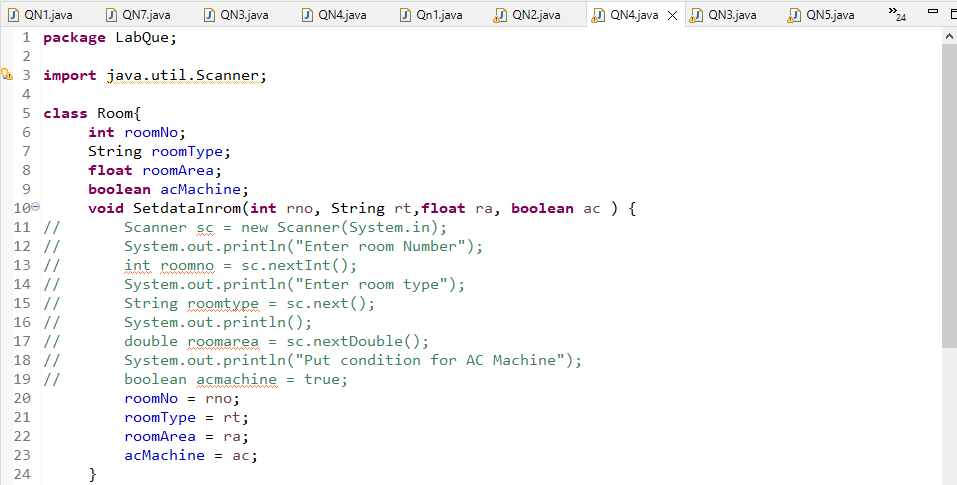 QN1.java QN7.java QN3.java QN4.java Qn1.java QN2.java QN4.java QN3.java QN5.java »24
1 package LabQue;
2
3 import java.util.Scanner;
4
5 class Room{
6 int roomNo;
7 String roomType;
8 float roomArea;
9 boolean acMachine;
10 void SetdataInrom(int rno, String rt,float ra, boolean ac ) {
11 // Scanner sc = new Scanner(System.in);
12 // System.out.println("Enter room Number");
13 // int roomno = sc.nextInt();
14 // System.out.println("Enter room type");
15 // String roomtype = sc.next();
16 // System.out.println();
17 // double roomarea = sc.nextDouble();
18 // System.out.println("Put condition for AC Machine");
19 // boolean acmachine = true;
20 roomNo = rno;
21 roomType = rt;
22 roomArea = ra;
23 acMachine = ac;
24 }